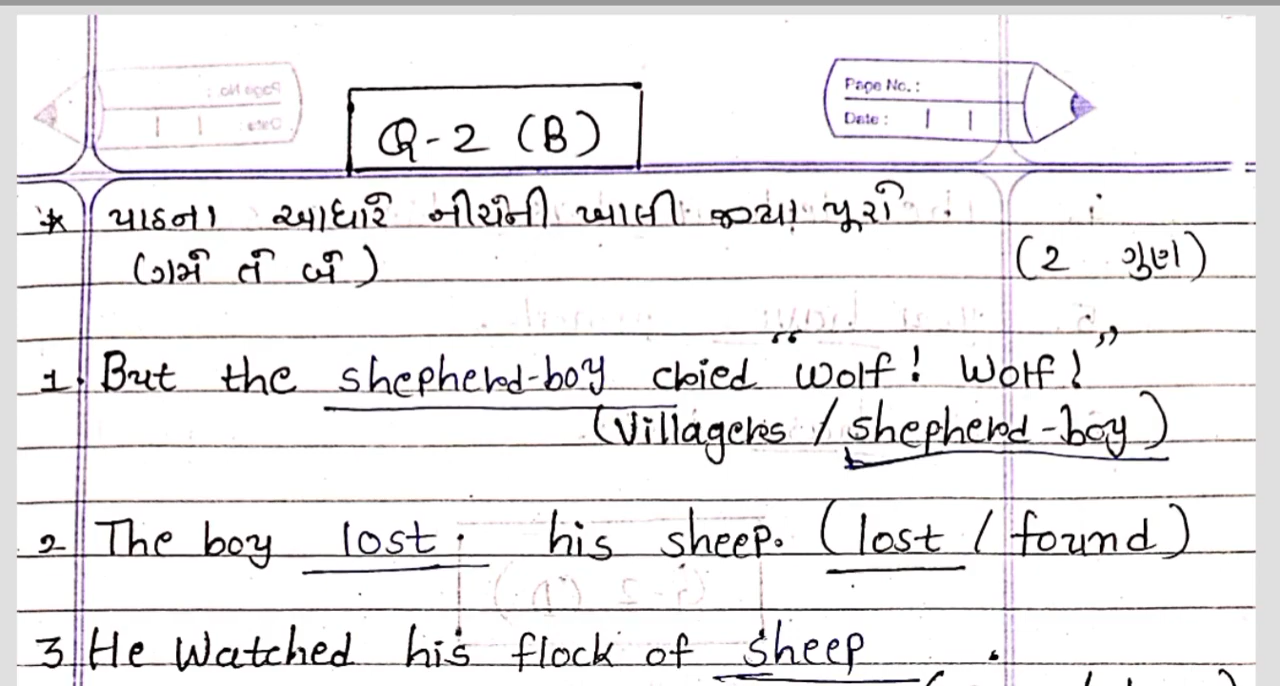 Page No. :
Date :
Q-2 (B)
* પાઠના આધારે નીચેની ખાલી જગ્યા પૂરો .
(ગમે તે બે) (2 ગુણ)
1. But the shepherd-boy cried “Wolf! Wolf!”
(Villagers / shepherd-boy)
2 The boy lost. his sheep. (lost / found)
3 He Watched his flock of sheep .